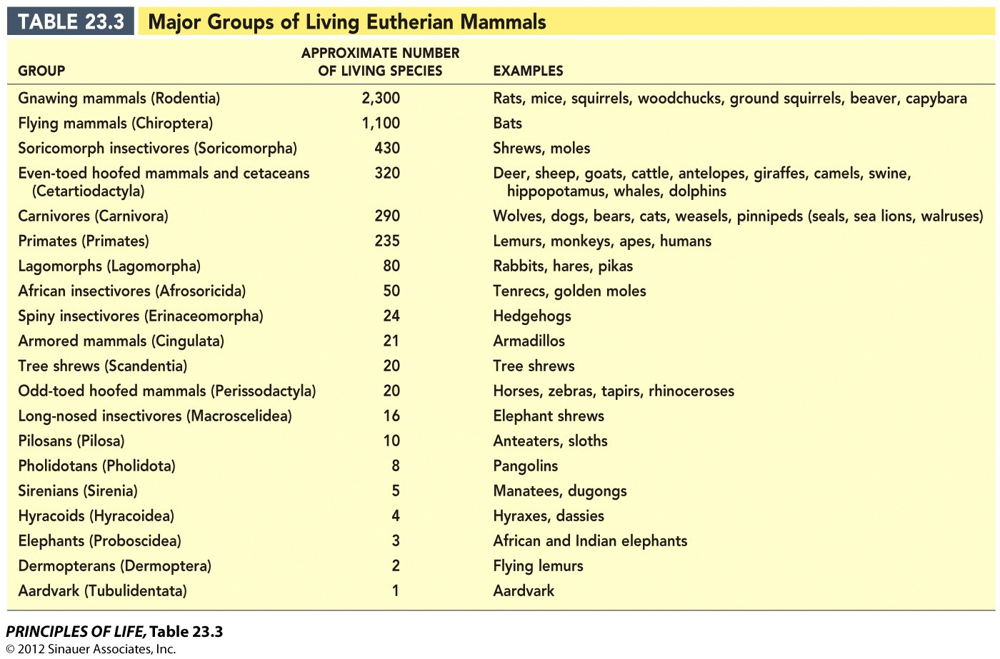 TABLE 23.3 Major Groups of Living Eutherian Mammals
APPROXIMATE NUMBER
GROUP OF LIVING SPECIES EXAMPLES
Gnawing mammals (Rodentia) 2,300 Rats, mice, squirrels, woodchucks, ground squirrels, beaver, capybara
Flying mammals (Chiroptera) 1,100 Bats
Soricomorph insectivores (Soricomorpha) 430 Shrews, moles
Even-toed hoofed mammals and cetaceans 320 Deer, sheep, goats, cattle, antelopes, giraffes, camels, swine,
(Cetartiodactyla) hippopotamus, whales, dolphins
Carnivores (Carnivora) 290 Wolves, dogs, bears, cats, weasels, pinnipeds (seals, sea lions, walruses)
Primates (Primates) 235 Lemurs, monkeys, apes, humans
Lagomorphs (Lagomorpha) 80 Rabbits, hares, pikas
African insectivores (Afrosoricida) 50 Tenrecs, golden moles
Spiny insectivores (Erinaceomorpha) 24 Hedgehogs
Armored mammals (Cingulata) 21 Armadillos
Tree shrews (Scandentia) 20 Tree shrews
Odd-toed hoofed mammals (Perissodactyla) 20 Horses, zebras, tapirs, rhinoceroses
Long-nosed insectivores (Macroscelidea) 16 Elephant shrews
Pilosans (Pilosa) 10 Anteaters, sloths
Pholidotans (Pholidota) 8 Pangolins
Sirenians (Sirenia) 5 Manatees, dugongs
Hyracoids (Hyracoidea) 4 Hyraxes, dassies
Elephants (Proboscidea) 3 African and Indian elephants
Dermopterans (Dermoptera) 2 Flying lemurs
Aardvark (Tubulidentata) 1 Aardvark
PRINCIPLES OF LIFE, Table 23.3
© 2012 Sinauer Associates, Inc.